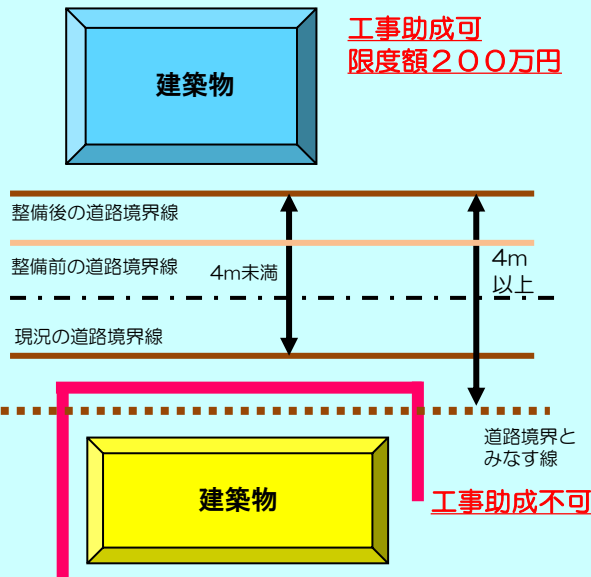 工事助成可
限度額２００万円
建築物
整備後の道路境界線
整備前の道路境界線
4m未満
4m
以上
現況の道路境界線
道路境界と
みなす線
建築物
工事助成不可